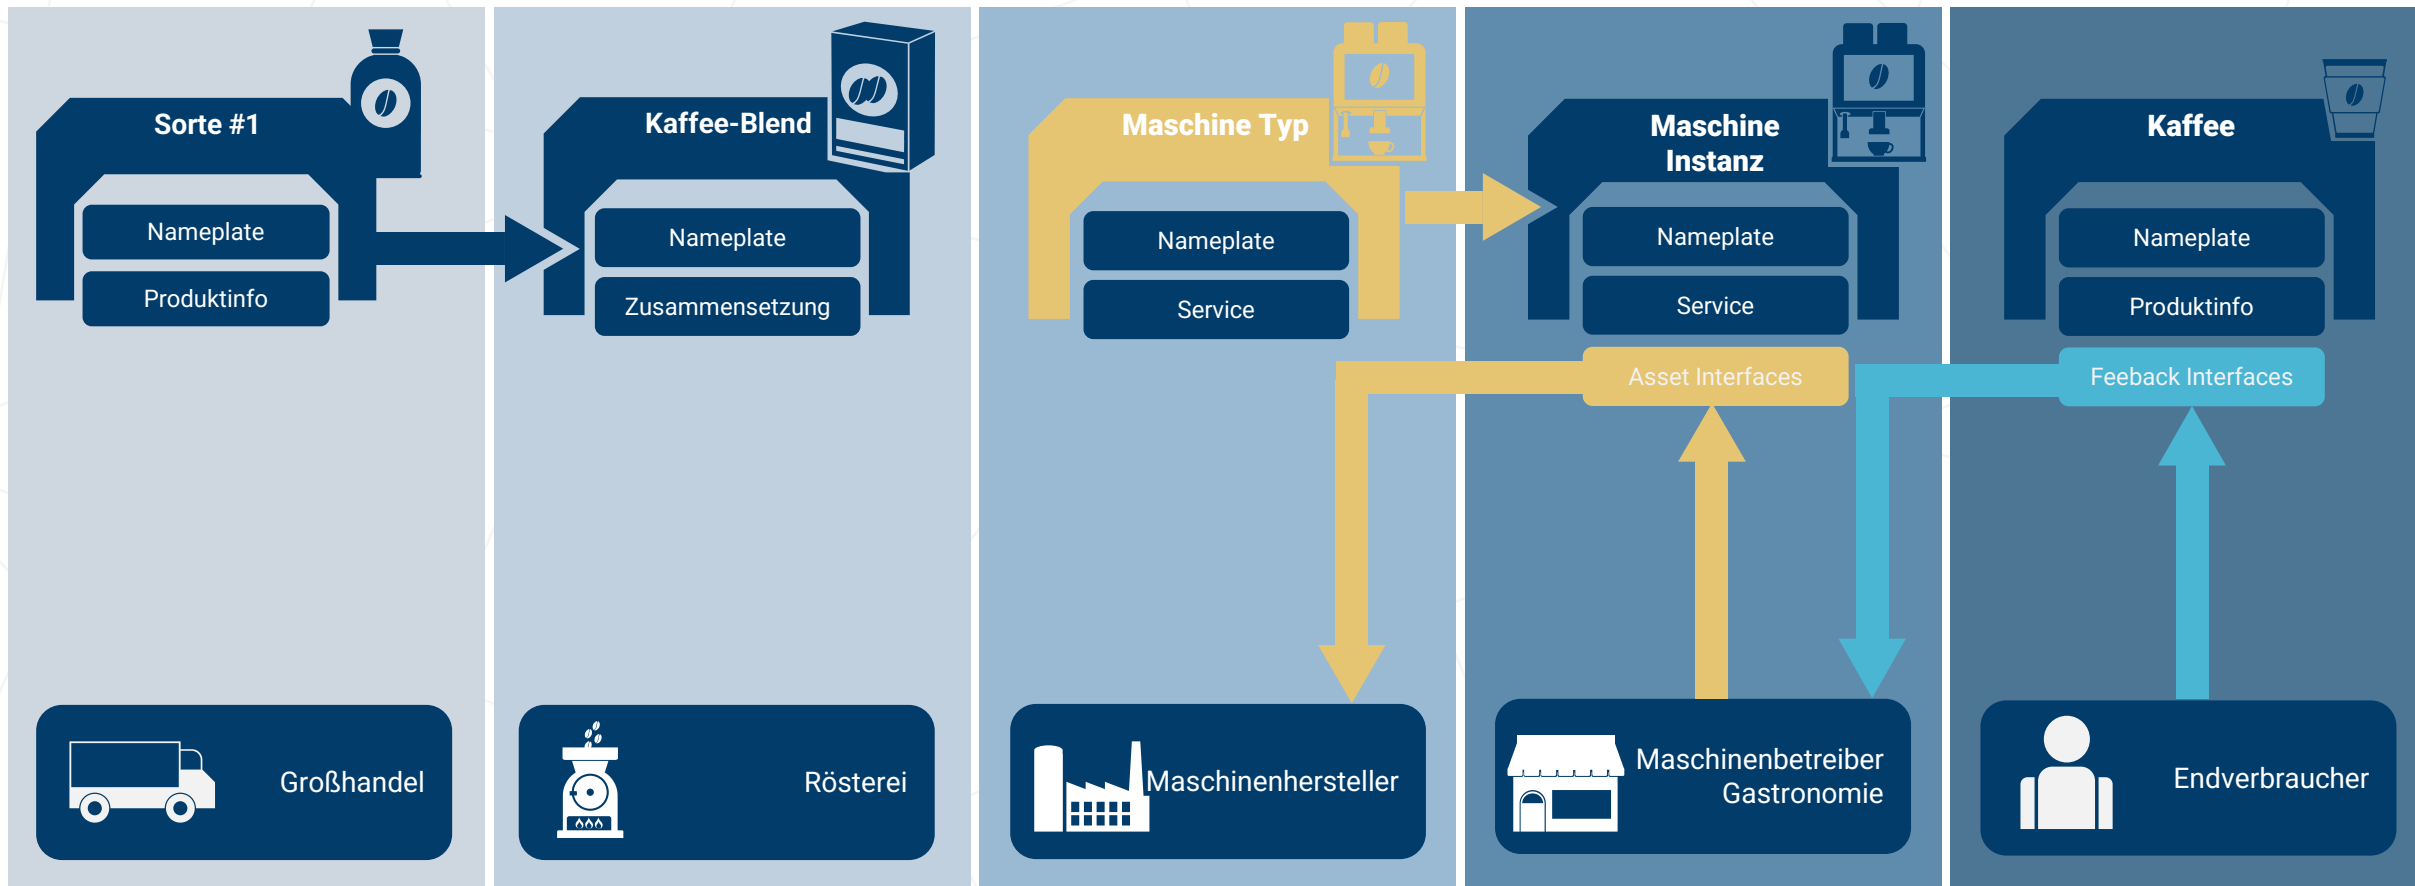 Sorte #1
Nameplate
Produktinfo
Großhandel
Kaffee-Blend
Nameplate
Zusammensetzung
Rösterei
Maschine Typ
Nameplate
Service
Maschinenhersteller
Maschine
Instanz
Nameplate
Service
Asset Interfaces
Maschinenbetreiber
Gastronomie
Kaffee
Nameplate
Produktinfo
Feeback Interfaces
Endverbraucher